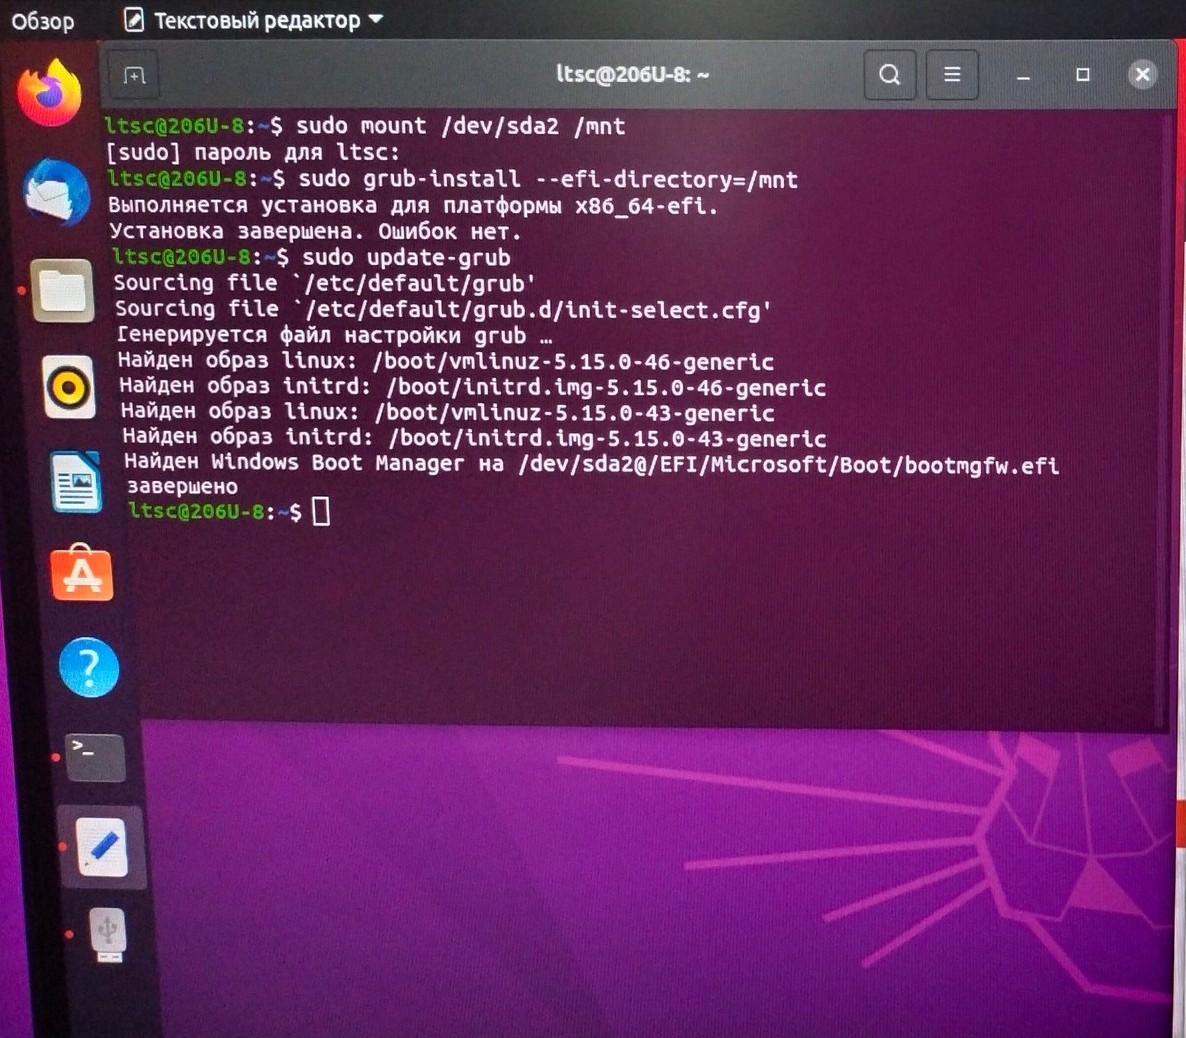 Обзор
Текстовый редактор
ltsc@206U-8: ~
ltsc@206U-8:~$ sudo mount /dev/sda2 /mnt
[sudo] пароль для ltsc:
ltsc@206U-8:~$ sudo grub-install --efi-directory=/mnt
Выполняется установка для платформы x86_64-efi.
Установка завершена. Ошибок нет.
ltsc@206U-8:~$ sudo update-grub
Sourcing file `/etc/default/grub'
Sourcing file `/etc/default/grub.d/init-select.cfg'
Генерируется файл настройки grub …
Найден образ linux: /boot/vmlinuz-5.15.0-46-generic
Найден образ initrd: /boot/initrd.img-5.15.0-46-generic
Найден образ linux: /boot/vmlinuz-5.15.0-43-generic
Найден образ initrd: /boot/initrd.img-5.15.0-43-generic
Найден Windows Boot Manager на /dev/sda2@/EFI/Microsoft/Boot/bootmgfw.efi
завершено
ltsc@206U-8:~$